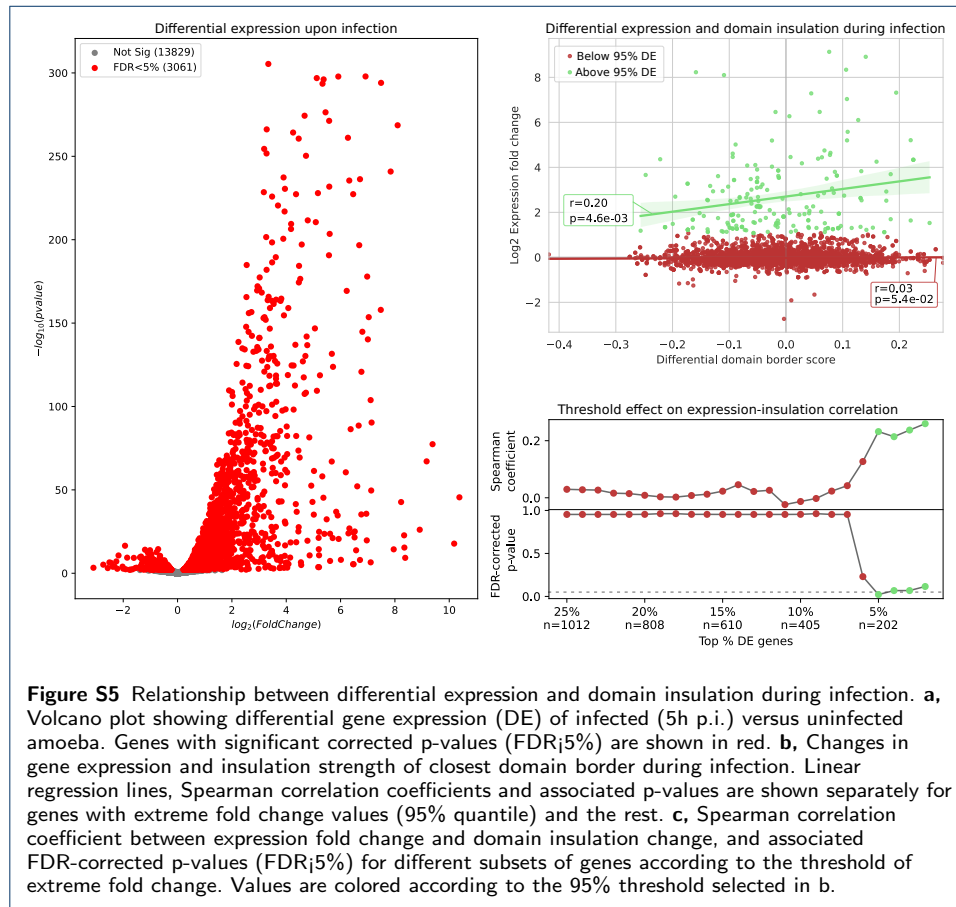 Differential expression upon infection
Not Sig (13829)
FDR<5% (3061)
300
250
200
150
100
50
0
−log10(pvalue)
−2 0 2 4 6 8 10
log2(FoldChange)
Differential expression and domain insulation during infection
Below 95% DE
Above 95% DE
8
6
4
2
0
−2
Log2 Expression fold change
r=0.20
p=4.6e-03
r=0.03
p=5.4e-02
−0.4 −0.3 −0.2 −0.1 0.0 0.1 0.2
Differential domain border score
Threshold effect on expression-insulation correlation
Spearman
coefficient
0.2
0.0
FDR-corrected
p-value
1.0
0.5
0.0
25% 20% 15% 10% 5%
n=1012 n=808 n=610 n=405 n=202
Top % DE genes
Figure S5 Relationship between differential expression and domain insulation during infection. a,
Volcano plot showing differential gene expression (DE) of infected (5h p.i.) versus uninfected
amoeba. Genes with significant corrected p-values (FDR¡5%) are shown in red. b, Changes in
gene expression and insulation strength of closest domain border during infection. Linear
regression lines, Spearman correlation coefficients and associated p-values are shown separately for
genes with extreme fold change values (95% quantile) and the rest. c, Spearman correlation
coefficient between expression fold change and domain insulation change, and associated
FDR-corrected p-values (FDR¡5%) for different subsets of genes according to the threshold of
extreme fold change. Values are colored according to the 95% threshold selected in b.